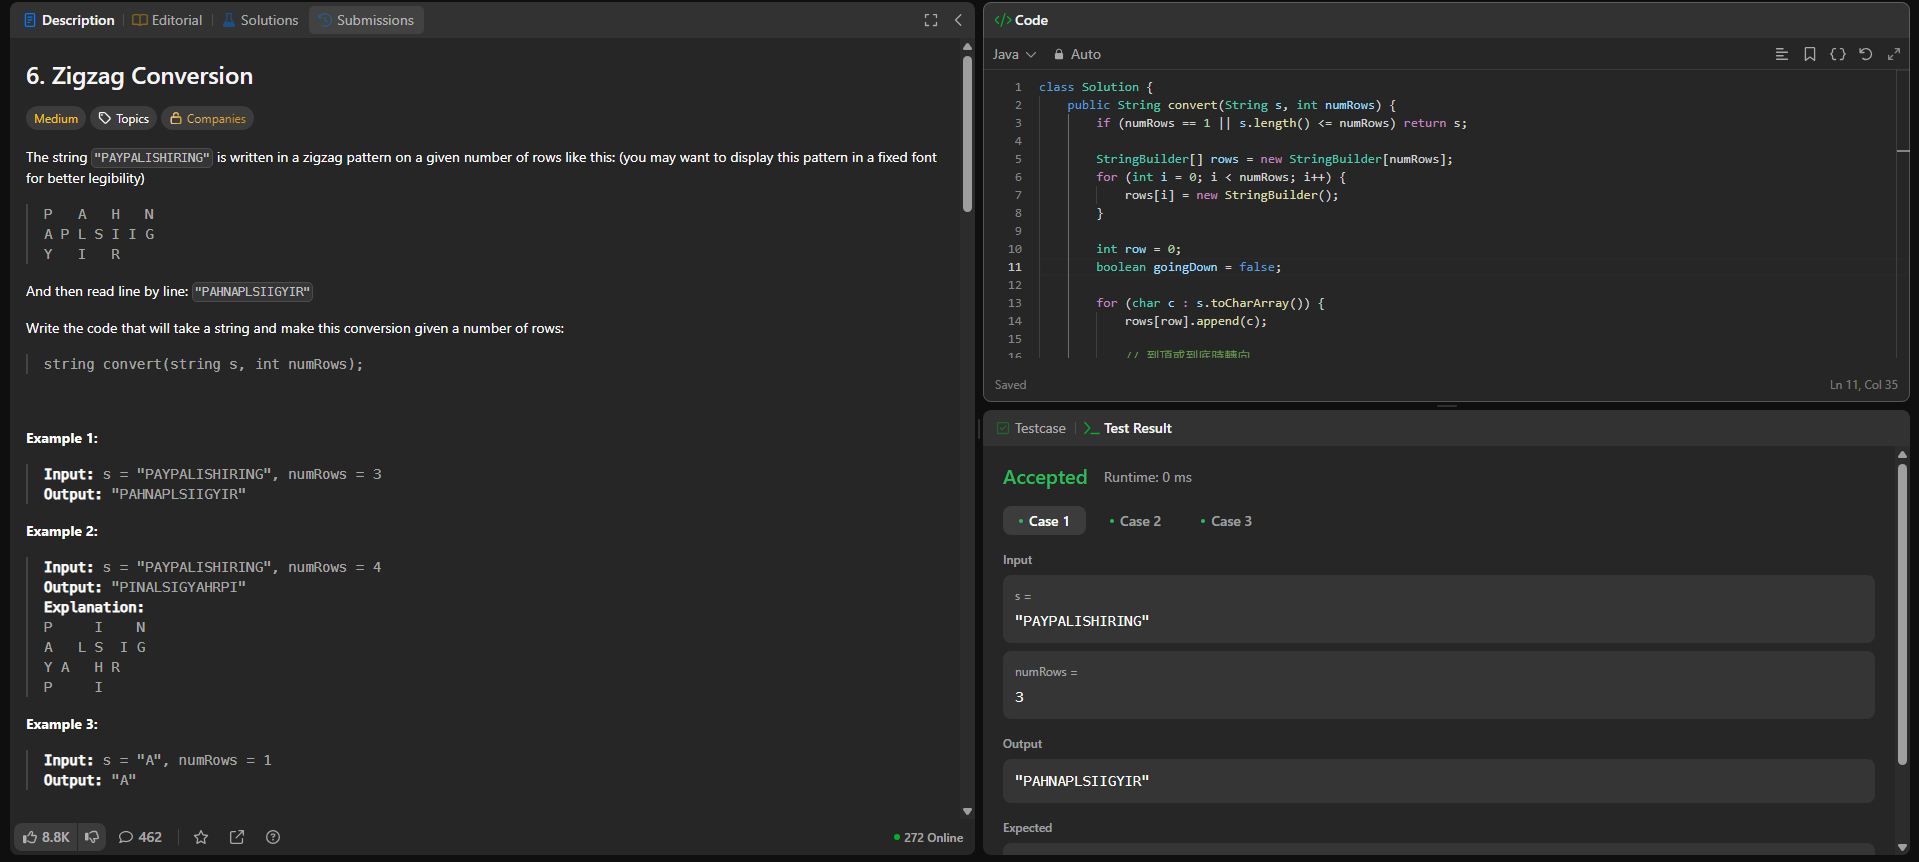 Description
Editorial
Solutions
Submissions
6. Zigzag Conversion
Medium
Topics
Companies
The string "PAYPALISHIRING" is written in a zigzag pattern on a given number of rows like this: (you may want to display this pattern in a fixed font
for better legibility)
P   A   H   N
A P L S I I G
Y   I   R
And then read line by line: "PAHNAPLSIIGYIR"
Write the code that will take a string and make this conversion given a number of rows:
string convert(string s, int numRows);
Example 1:
Input: s = "PAYPALISHIRING", numRows = 3
Output: "PAHNAPLSIIGYIR"
Example 2:
Input: s = "PAYPALISHIRING", numRows = 4
Output: "PINALSIGYAHRPI"
Explanation:
P     I    N
A   L S  I G
Y A   H R
P     I
Example 3:
Input: s = "A", numRows = 1
Output: "A"
8.8K
462
272 Online
</> Code
Java
Auto
1 class Solution {
2 public String convert(String s, int numRows) {
3 if (numRows == 1 || s.length() <= numRows) return s;
4
5 StringBuilder[] rows = new StringBuilder[numRows];
6 for (int i = 0; i < numRows; i++) {
7 rows[i] = new StringBuilder();
8 }
9
10 int row = 0;
11 boolean goingDown = false;
12
13 for (char c : s.toCharArray()) {
14 rows[row].append(c);
15
16 // 到頂或到底時轉向
Saved
Ln 11, Col 35
Testcase
Test Result
Accepted
Runtime: 0 ms
Case 1
Case 2
Case 3
Input
s =
"PAYPALISHIRING"
numRows =
3
Output
"PAHNAPLSIIGYIR"
Expected